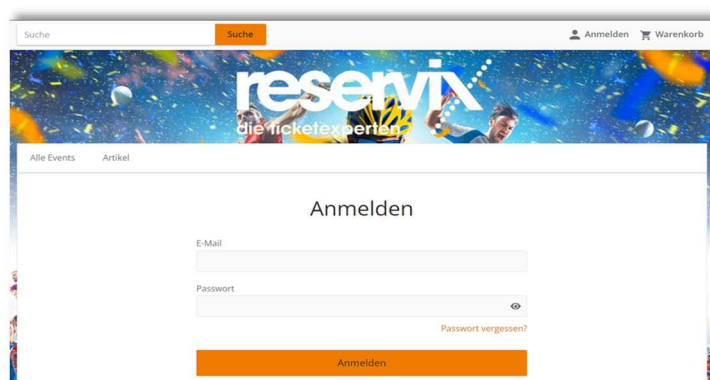 Suche
Suche
Anmelden
Warenkorb
reservix
die ticketexperten
Alle Events
Artikel
Anmelden
E-Mail
Passwort
Passwort vergessen?
Anmelden